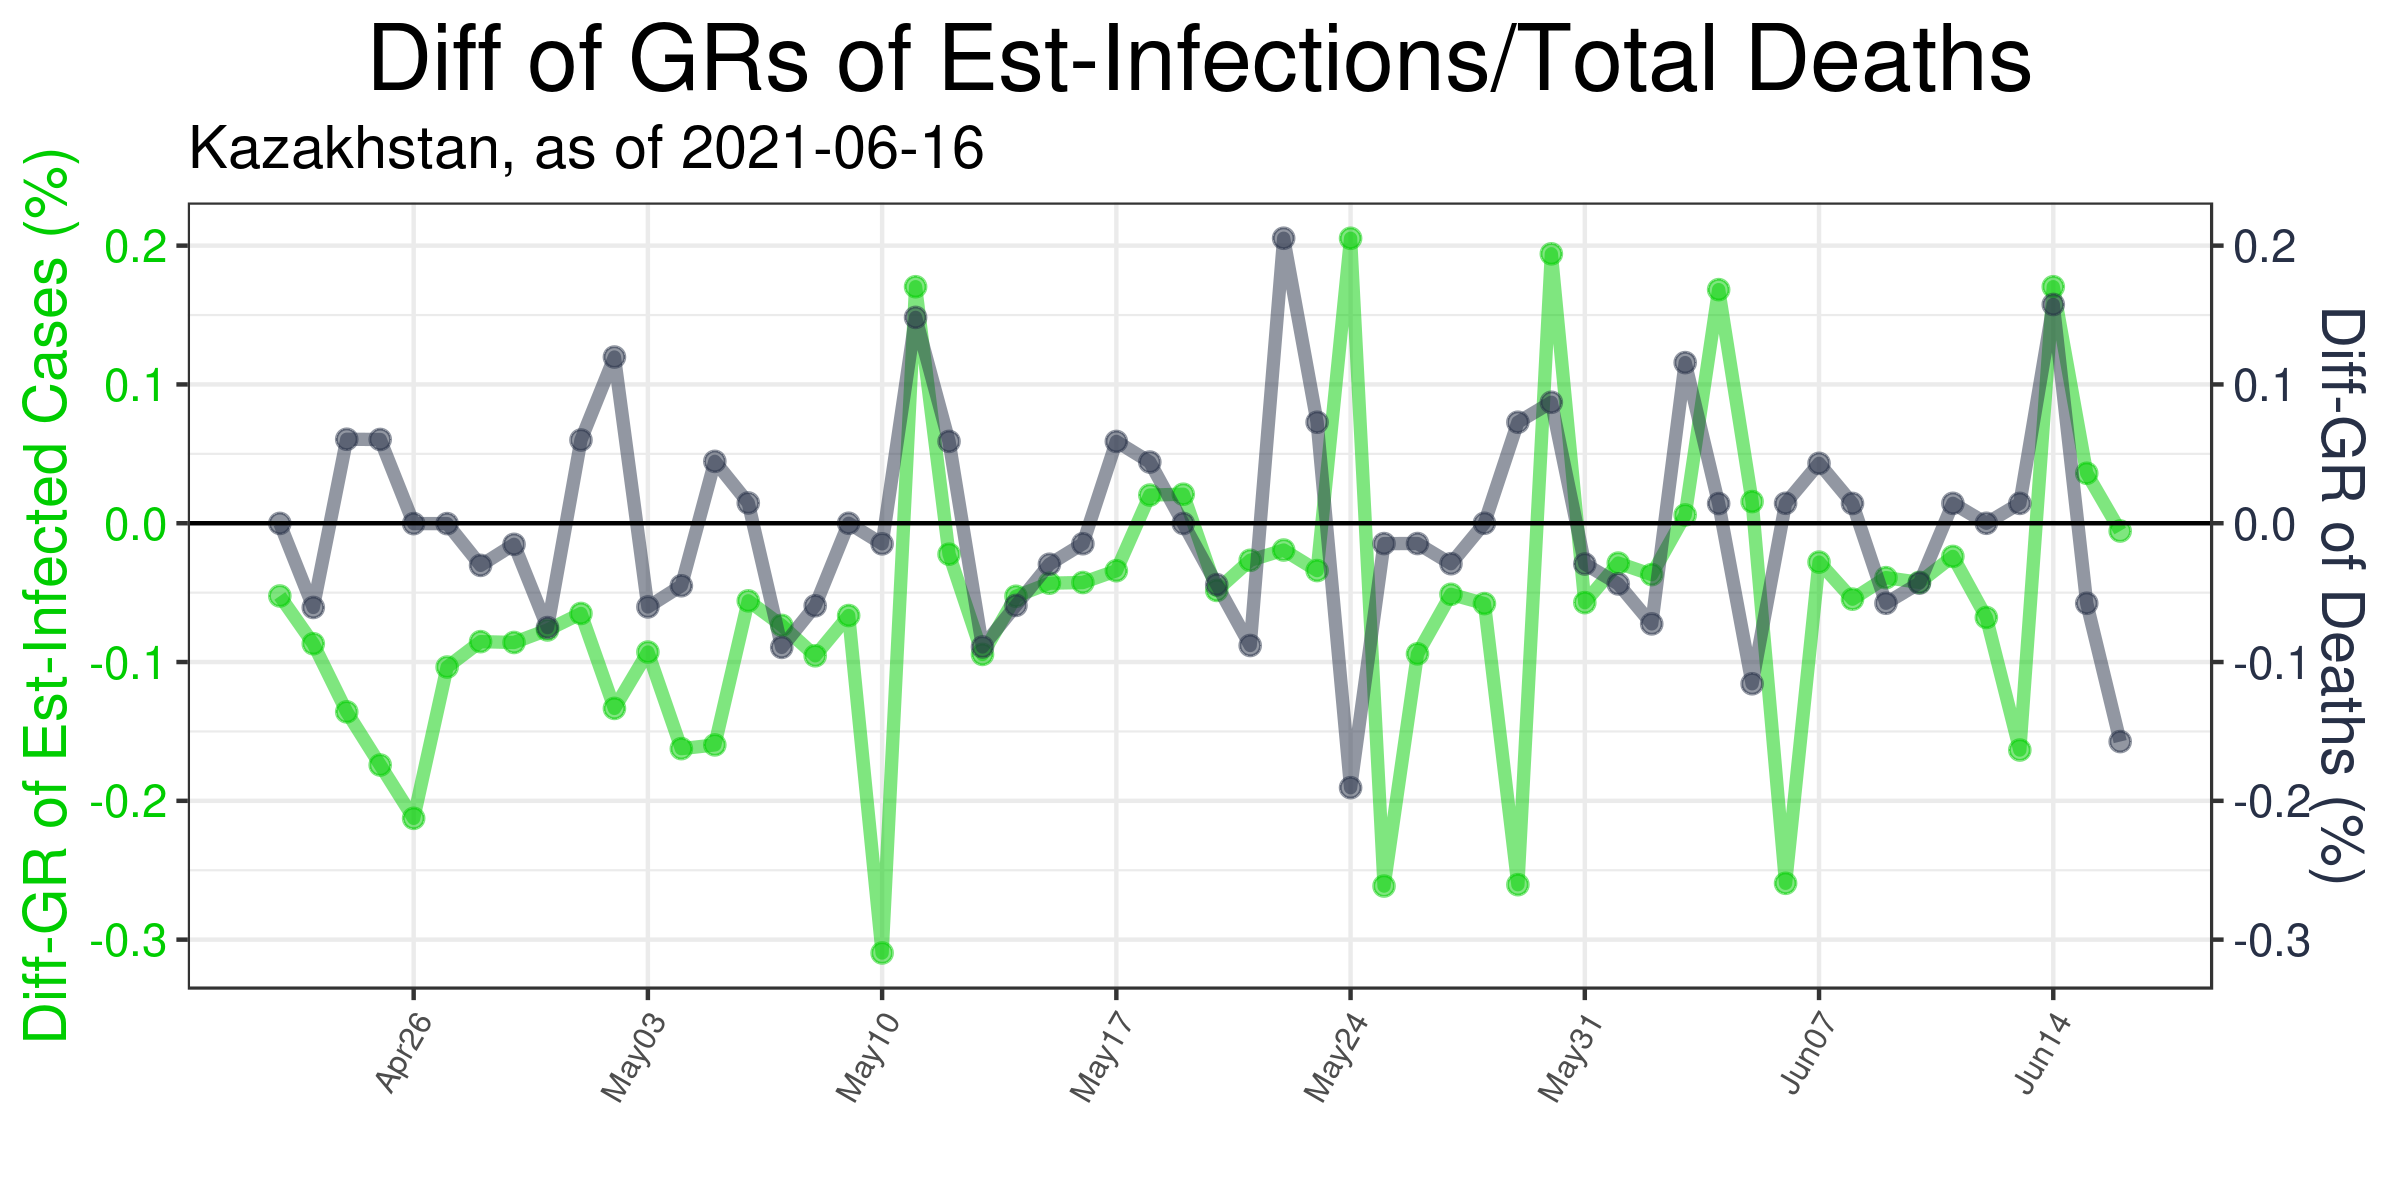 Diff of GRs of Est-Infections/Total Deaths
Kazakhstan, as of 2021-06-16
Diff-GR of Est-Infected Cases (%)
0.2
0.1
0.0
-0.1
-0.2
-0.3
0.2
0.1
0.0
-0.1
-0.2
-0.3
Diff-GR of Deaths (%)
Apr26
May03
May10
May17
May24
May31
Jun07
Jun14